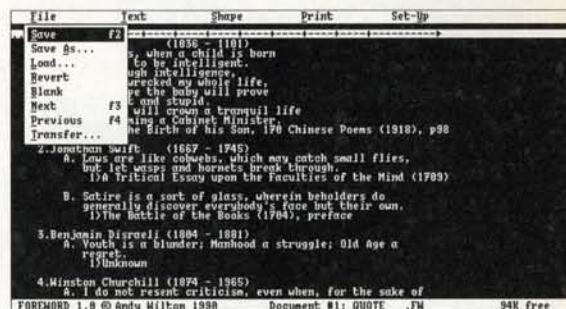 File Text Shape Print Set-Up
Save f2
Save As...
Load...
Revert
Blank
Next f3
Previous f4
Transfer...
(1036 - 1101)
s, when a child is born
to be intelligent.
ugh intelligence,
wrecked my whole life,
pe the baby will prove
t and stupid.
will crown a tranquil life
ming a Cabinet Minister.
he Birth of his Son, 170 Chinese Poems (1918), p98
2.Jonathan Swift (1667 - 1745)
A. Laws are like cobwebs, which may catch small flies,
but let wasps and hornets break through.
1)A Tritical Essay upon the Faculties of the Mind (1709)
B. Satire is a sort of glass, wherein beholders do
generally discover everybody's face but their own.
1)The Battle of the Books (1704), preface
3.Benjamin Disraeli (1804 - 1881)
A. Youth is a blunder; Manhood a struggle; Old Age a
regret.
1)Unknown
4.Winston Churchill (1874 - 1965)
A. I do not resent criticism, even when, for the sake of
FOREWORD 1.0 © Andy Wilton 1990 Document #1: QUOTE .FW 94K free